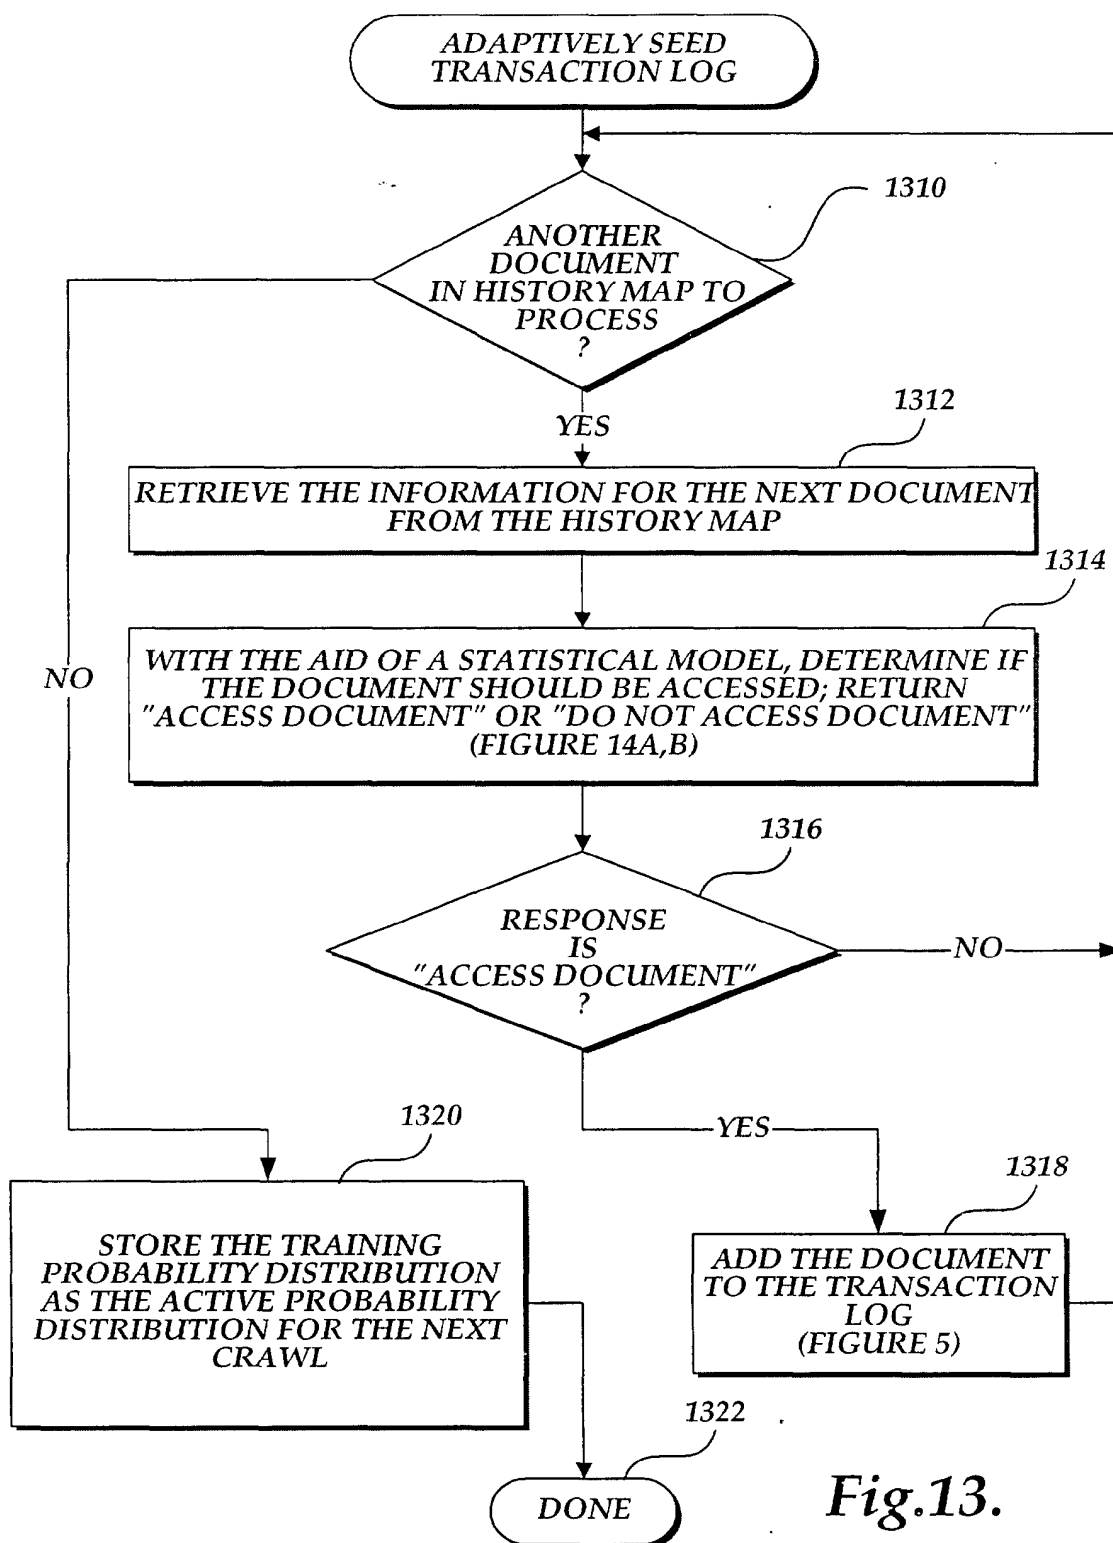 ADAPTIVELY SEED
TRANSACTION LOG
1310
ANOTHER
DOCUMENT
IN HISTORY MAP TO
PROCESS
?
YES
1312
RETRIEVE THE INFORMATION FOR THE NEXT DOCUMENT
FROM THE HISTORY MAP
1314
NO
WITH THE AID OF A STATISTICAL MODEL, DETERMINE IF
THE DOCUMENT SHOULD BE ACCESSED; RETURN
"ACCESS DOCUMENT" OR "DO NOT ACCESS DOCUMENT"
(FIGURE 14A,B)
1316
RESPONSE
IS
"ACCESS DOCUMENT"
?
NO
YES
1320
STORE THE TRAINING
PROBABILITY DISTRIBUTION
AS THE ACTIVE PROBABILITY
DISTRIBUTION FOR THE NEXT
CRAWL
1318
ADD THE DOCUMENT
TO THE TRANSACTION
LOG
(FIGURE 5)
1322
DONE
Fig.13.